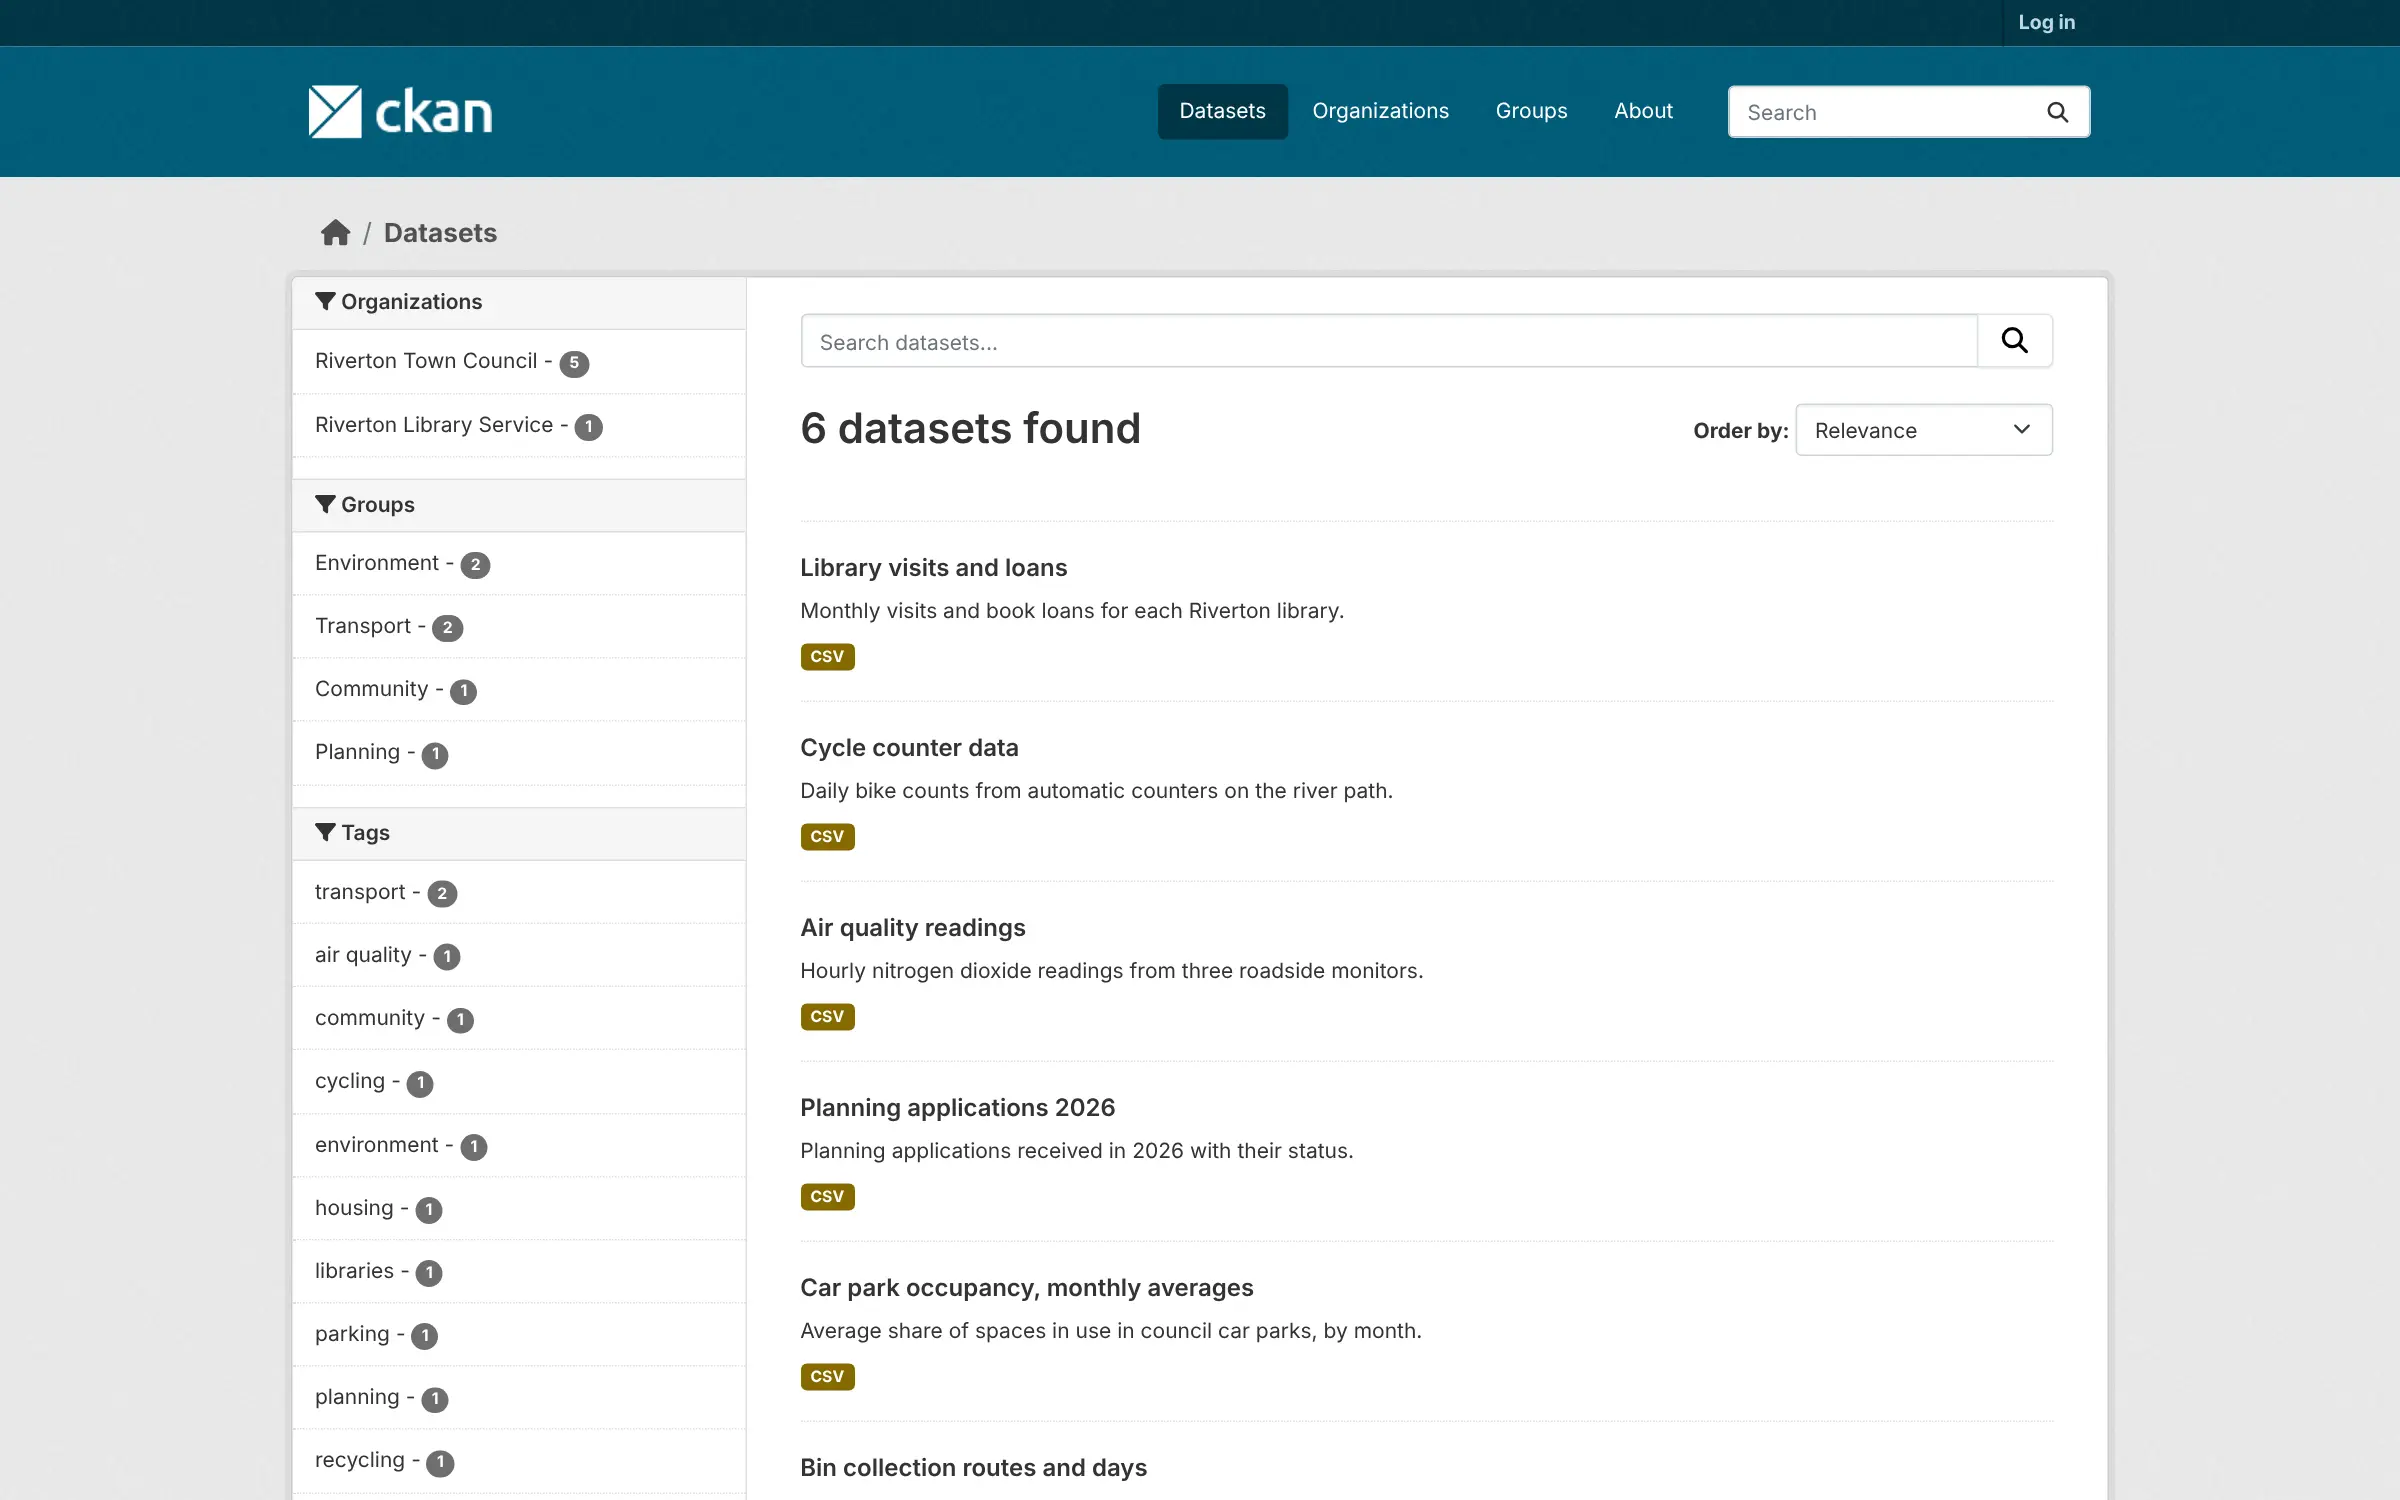 Log in
ckan
Datasets
Organizations
Groups
About
Search
/ Datasets
Organizations
Riverton Town Council - 5
Riverton Library Service - 1
Groups
Environment - 2
Transport - 2
Community - 1
Planning - 1
Tags
transport - 2
air quality - 1
community - 1
cycling - 1
environment - 1
housing - 1
libraries - 1
parking - 1
planning - 1
recycling - 1
Search datasets...
6 datasets found
Order by: Relevance
Library visits and loans
Monthly visits and book loans for each Riverton library.
CSV
Cycle counter data
Daily bike counts from automatic counters on the river path.
CSV
Air quality readings
Hourly nitrogen dioxide readings from three roadside monitors.
CSV
Planning applications 2026
Planning applications received in 2026 with their status.
CSV
Car park occupancy, monthly averages
Average share of spaces in use in council car parks, by month.
CSV
Bin collection routes and days